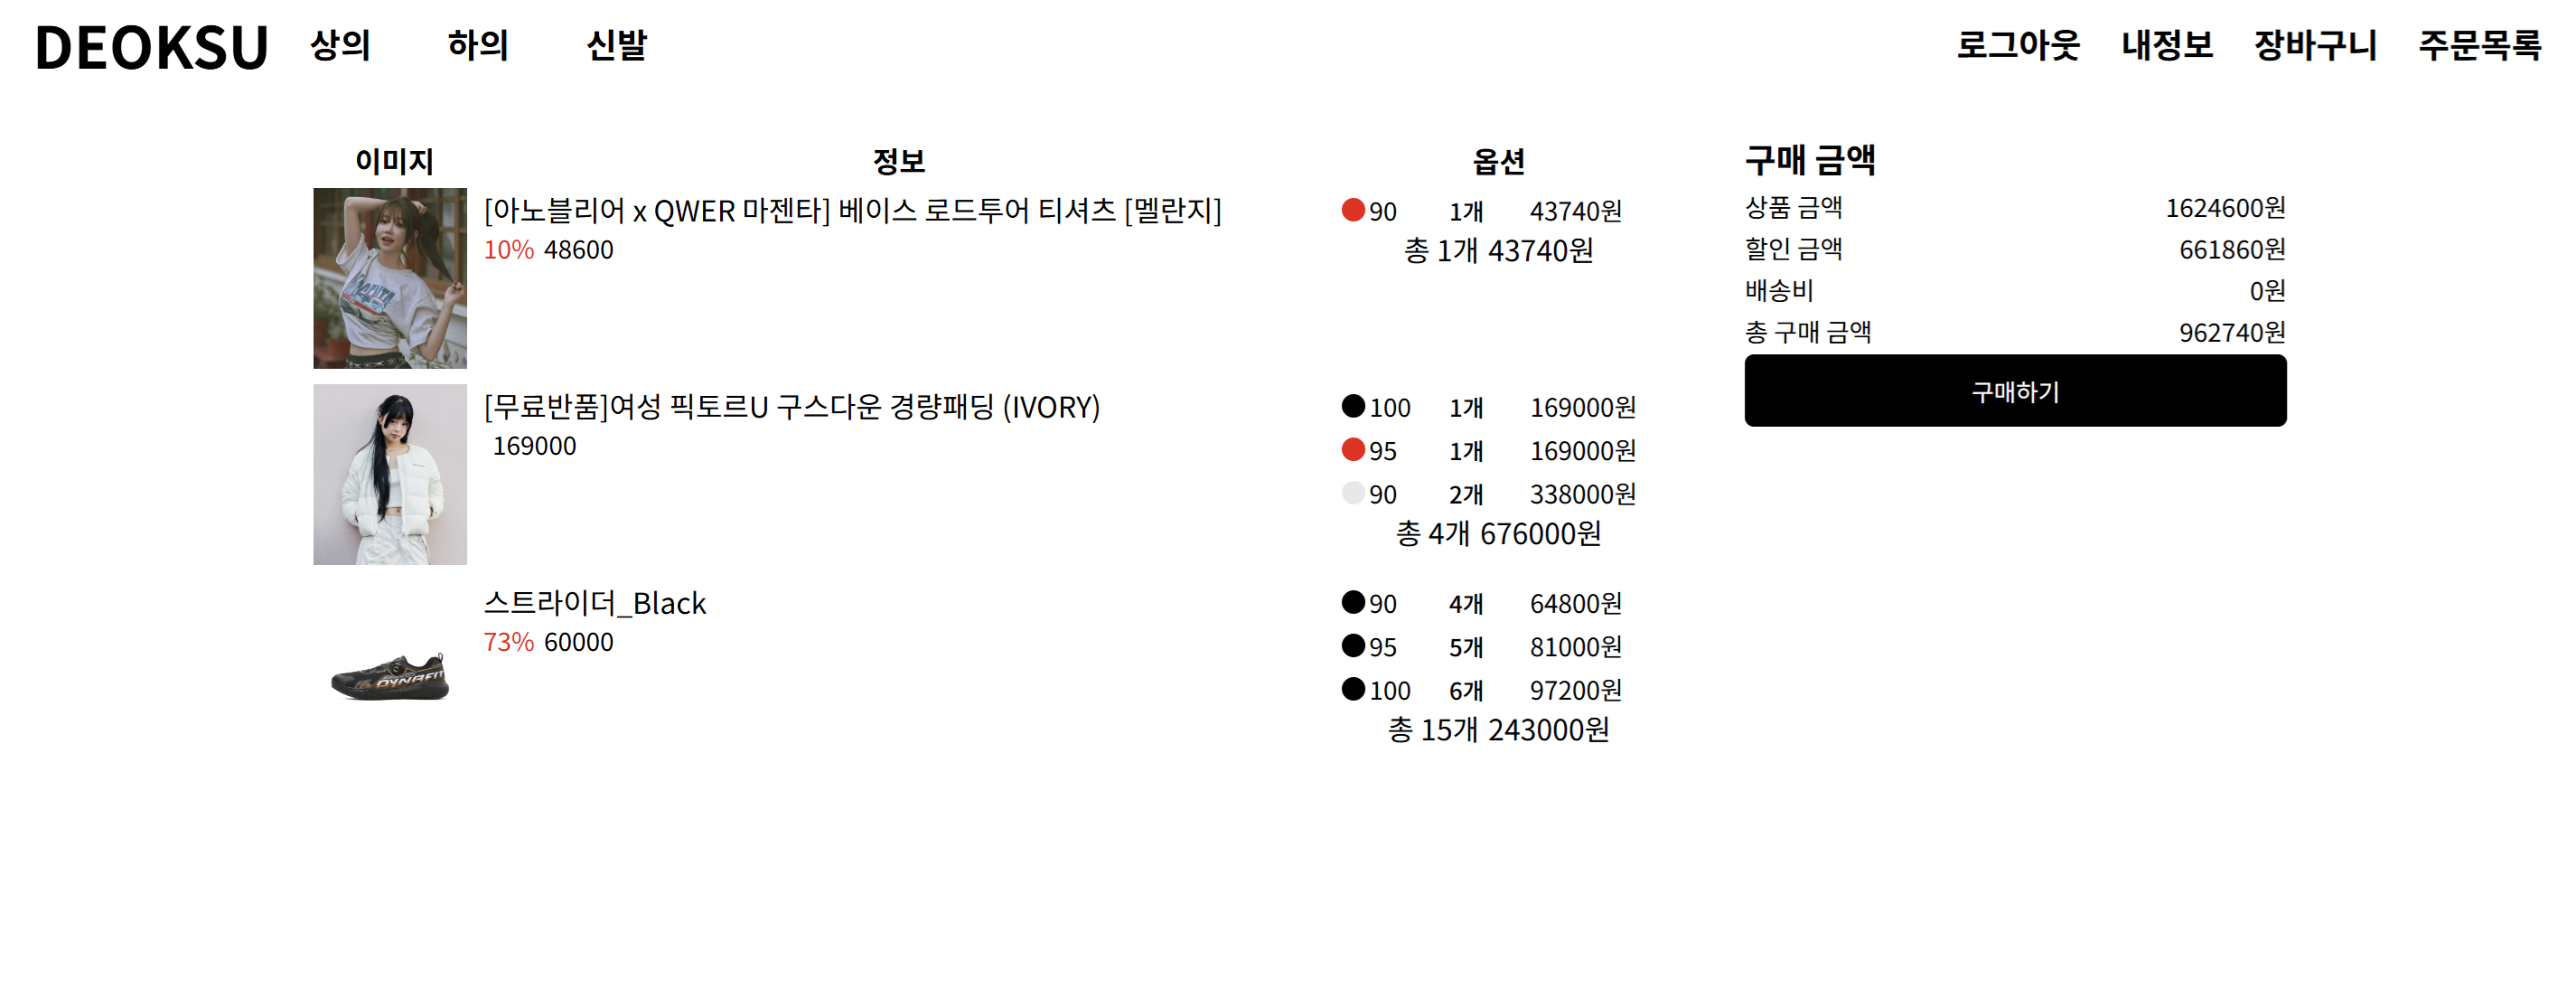 DEOKSU 상의 하의 신발 로그아웃 내정보 장바구니 주문목록
이미지 정보 옵션
[아노블리어 x QWER 마젠타] 베이스 로드투어 티셔츠 [멜란지]
10% 48600
90 1개 43740원
총 1개 43740원
[무료반품]여성 픽토르U 구스다운 경량패딩 (IVORY)
169000
100 1개 169000원
95 1개 169000원
90 2개 338000원
총 4개 676000원
DYNAFIT
스트라이더_Black
73% 60000
90 4개 64800원
95 5개 81000원
100 6개 97200원
총 15개 243000원
구매 금액
상품 금액 1624600원
할인 금액 661860원
배송비 0원
총 구매 금액 962740원
구매하기